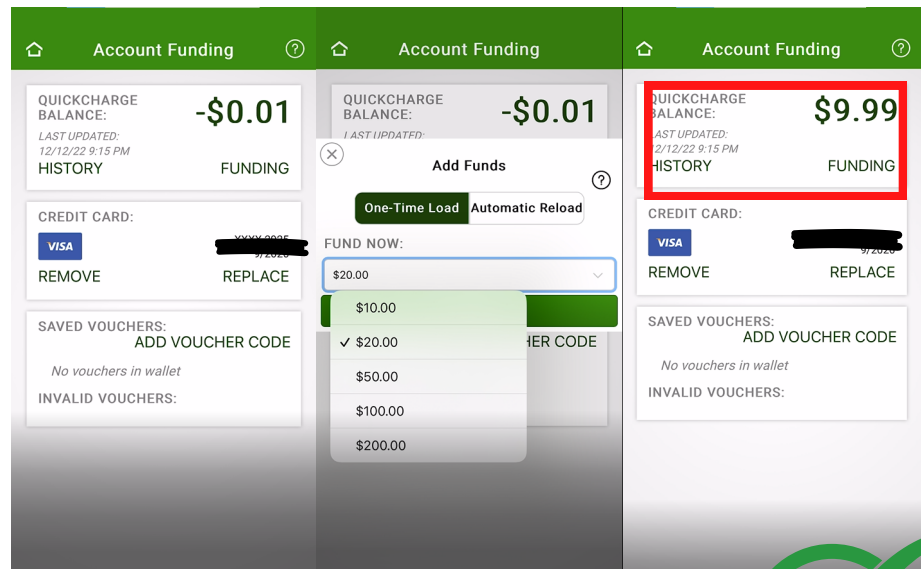 Account Funding
QUICKCHARGE
BALANCE:
-$0.01
LAST UPDATED:
12/12/22 9:15 PM
HISTORY
FUNDING
CREDIT CARD:
VISA
REMOVE
REPLACE
SAVED VOUCHERS:
ADD VOUCHER CODE
No vouchers in wallet
INVALID VOUCHERS:
Account Funding
QUICKCHARGE
BALANCE:
-$0.01
LAST UPDATED:
Add Funds
One-Time Load
Automatic Reload
FUND NOW:
$20.00
$10.00
✓ $20.00
$50.00
$100.00
$200.00
HER CODE
Account Funding
QUICKCHARGE
BALANCE:
$9.99
LAST UPDATED:
12/12/22 9:15 PM
HISTORY
FUNDING
CREDIT CARD:
VISA
REMOVE
REPLACE
SAVED VOUCHERS:
ADD VOUCHER CODE
No vouchers in wallet
INVALID VOUCHERS: